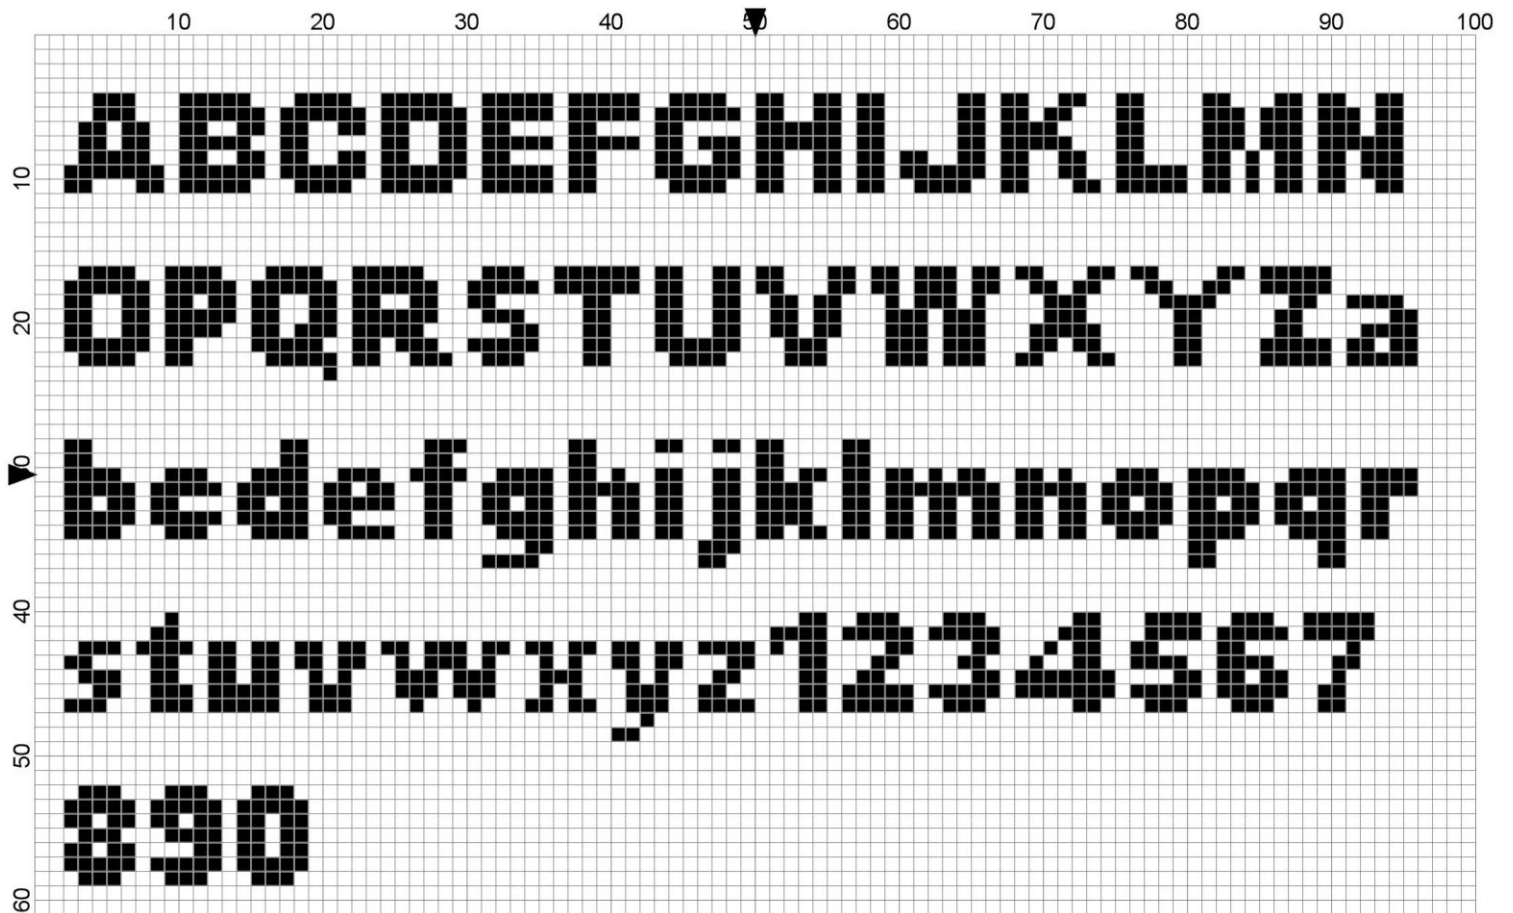 10 20 30 40 50 60 70 80 90 100
ABCDEFGHIJKLMN
10
OPQRSTUVWXYZa
20
bcdefghijklmnopqr
30
40
stuvwxyz1234567
50
890
60